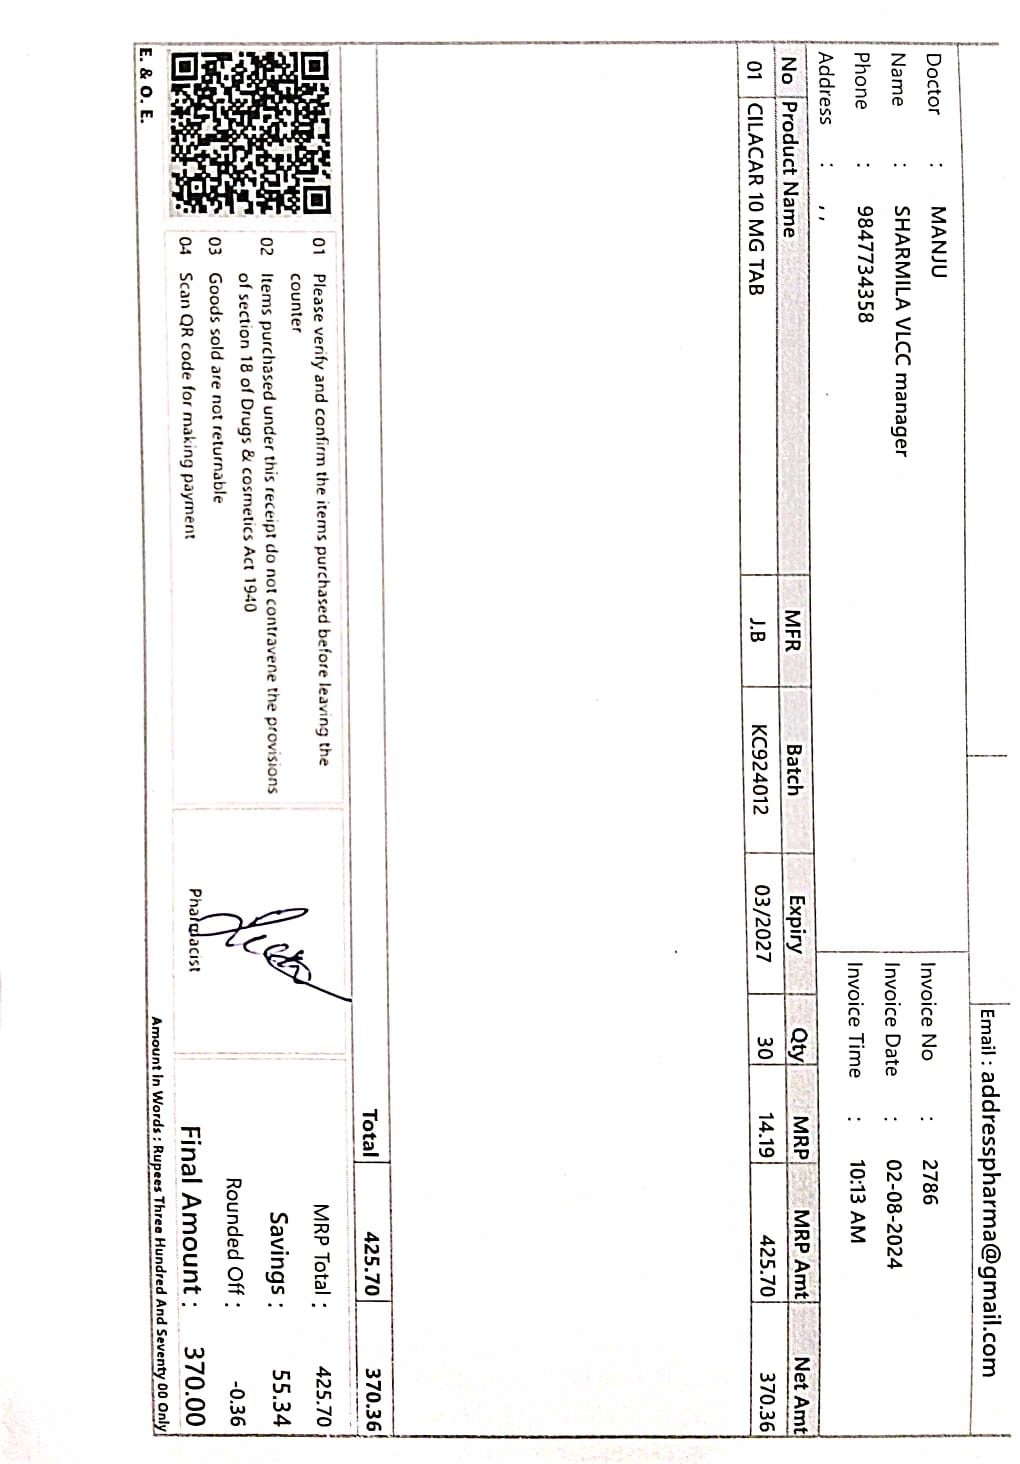 Email : addresspharma@gmail.com
Doctor : MANJU
Name : SHARMILA VLCC manager
Phone : 9847734358
Address : , ,
Invoice No : 2786
Invoice Date : 02-08-2024
Invoice Time : 10:13 AM
No Product Name MFR Batch Expiry Qty MRP MRP Amt Net Amt
01 CILACAR 10 MG TAB J.B KC924012 03/2027 30 14.19 425.70 370.36
Total 425.70 370.36
01 Please verify and confirm the items purchased before leaving the
counter
02 Items purchased under this receipt do not contravene the provisions
of section 18 of Drugs & cosmetics Act 1940
03 Goods sold are not returnable
04 Scan QR code for making payment
Pharmacist
MRP Total : 425.70
Savings : 55.34
Rounded Off : -0.36
Final Amount : 370.00
Amount In Words : Rupees Three Hundred And Seventy 00 Only
E. & O. E.